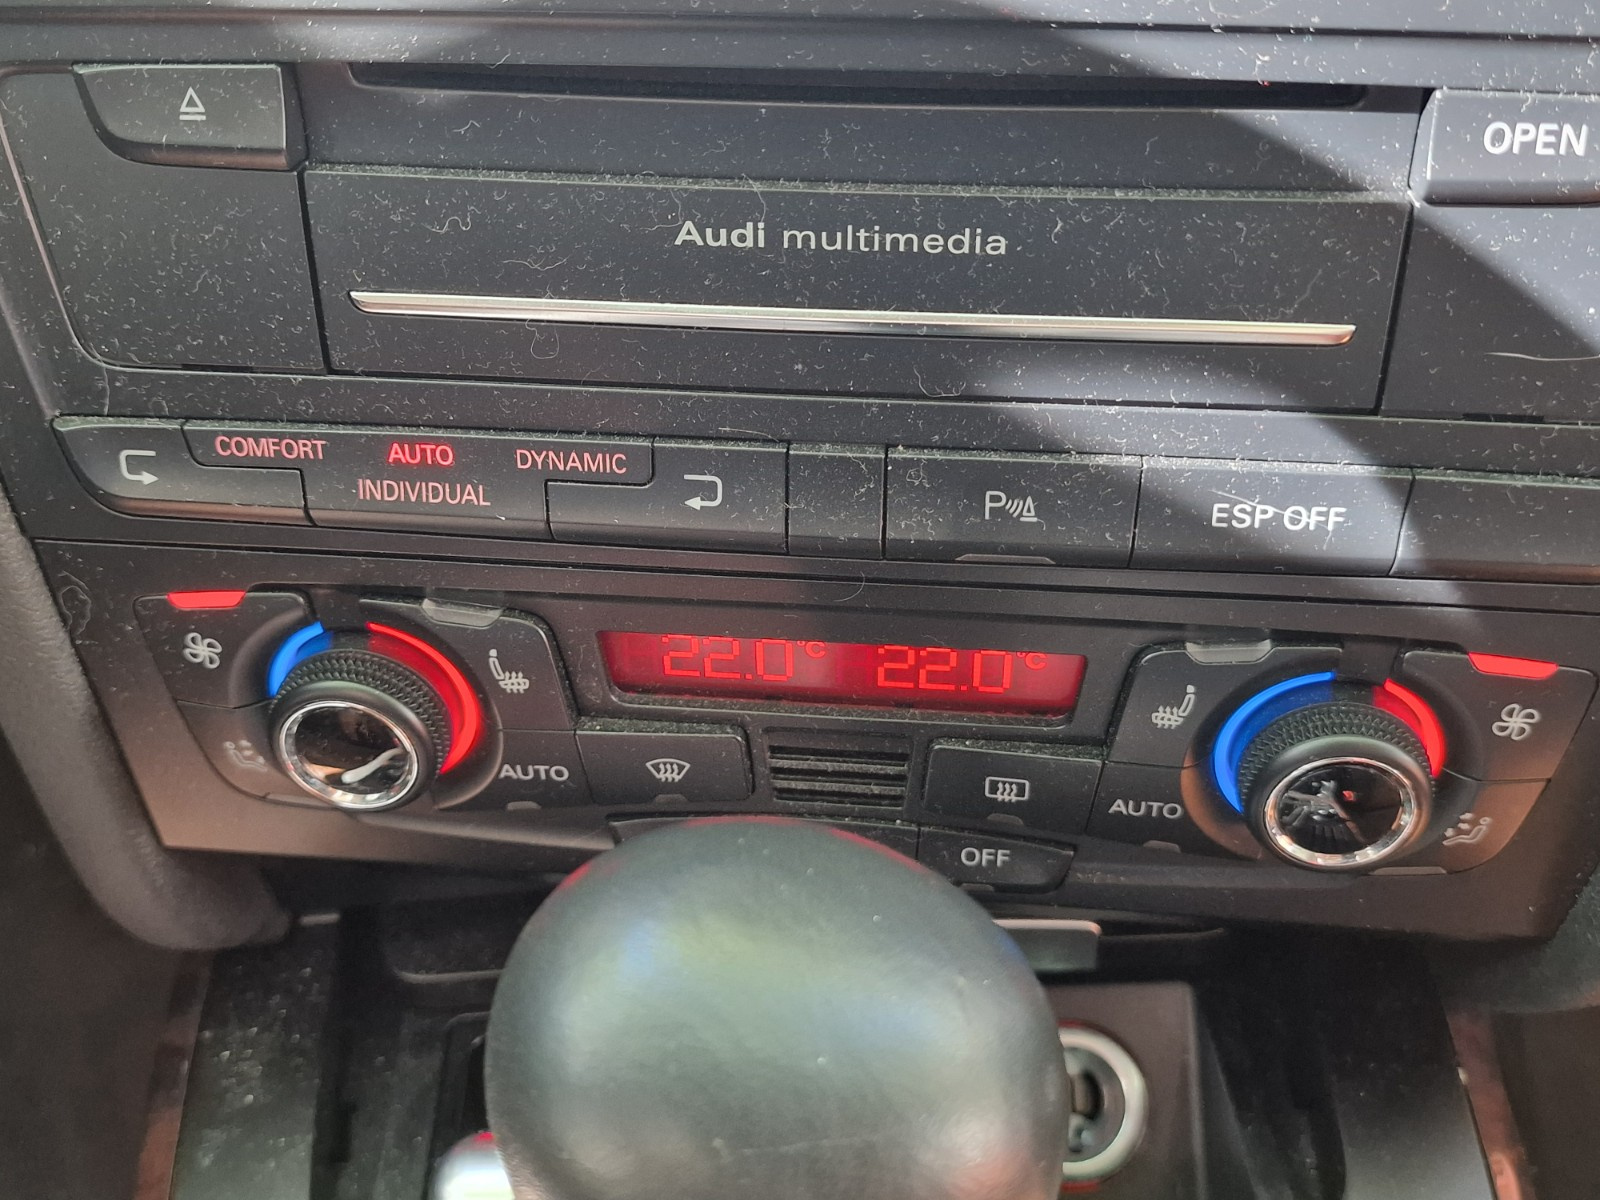 OPEN
Audi multimedia
COMFORT AUTO DYNAMIC
INDIVIDUAL
P
ESP OFF
22.0°C 22.0°C
AUTO
AUTO
OFF